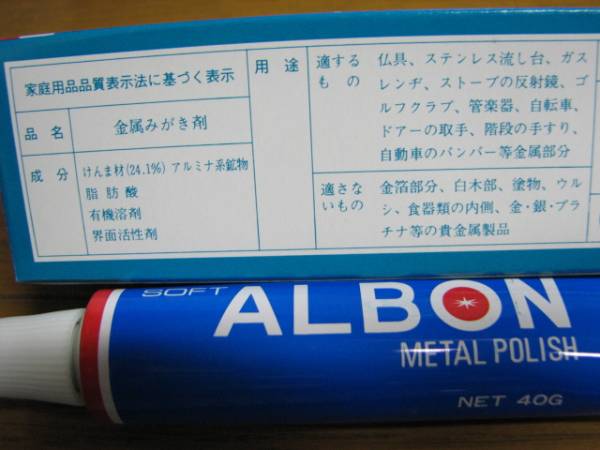 家庭用品品質表示法に基づく表示
品名
金属みがき剤
成分
けんま材(24.1%) アルミナ系鉱物
脂肪酸
有機溶剤
界面活性剤
用途
適する
もの
仏具、ステンレス流し台、ガス
レンヂ、ストーブの反射鏡、ゴ
ルフクラブ、管楽器、自転車、
ドアーの取手、階段の手すり、
自動車のバンパー等金属部分
適さな
いもの
金箔部分、白木部、塗物、ウル
シ、食器類の内側、金・銀・プラ
チナ等の貴金属製品
SOFT
ALBON
METAL POLISH
NET 40G